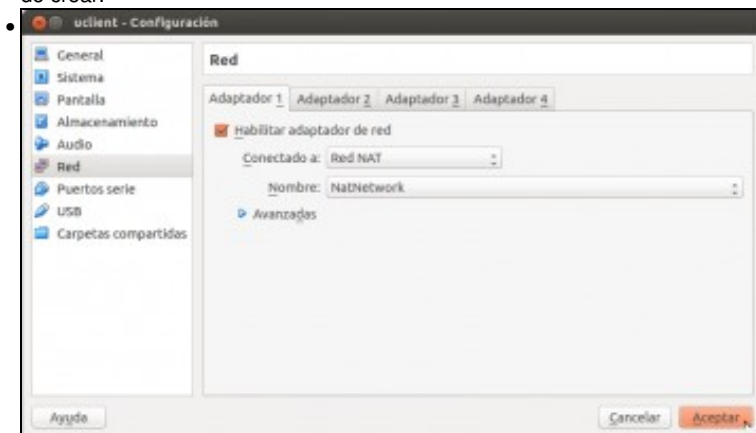 uclient - Configuración
General
Sistema
Pantalla
Almacenamiento
Audio
Red
Puertos serie
USB
Carpetas compartidas
Red
Adaptador 1 Adaptador 2 Adaptador 3 Adaptador 4
Habilitar adaptador de red
Conectado a: Red NAT
Nombre: NatNetwork
Avanzadas
Ayuda
Cancelar Aceptar